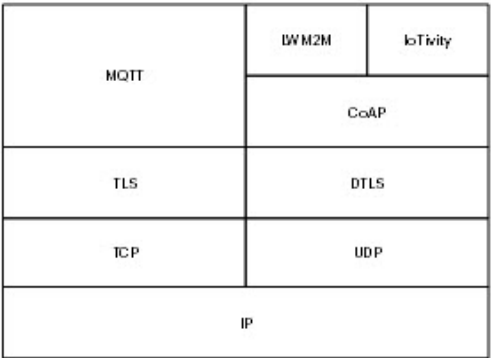 LWM2M IoTivity
MQTT
CoAP
TLS DTLS
TCP UDP
IP